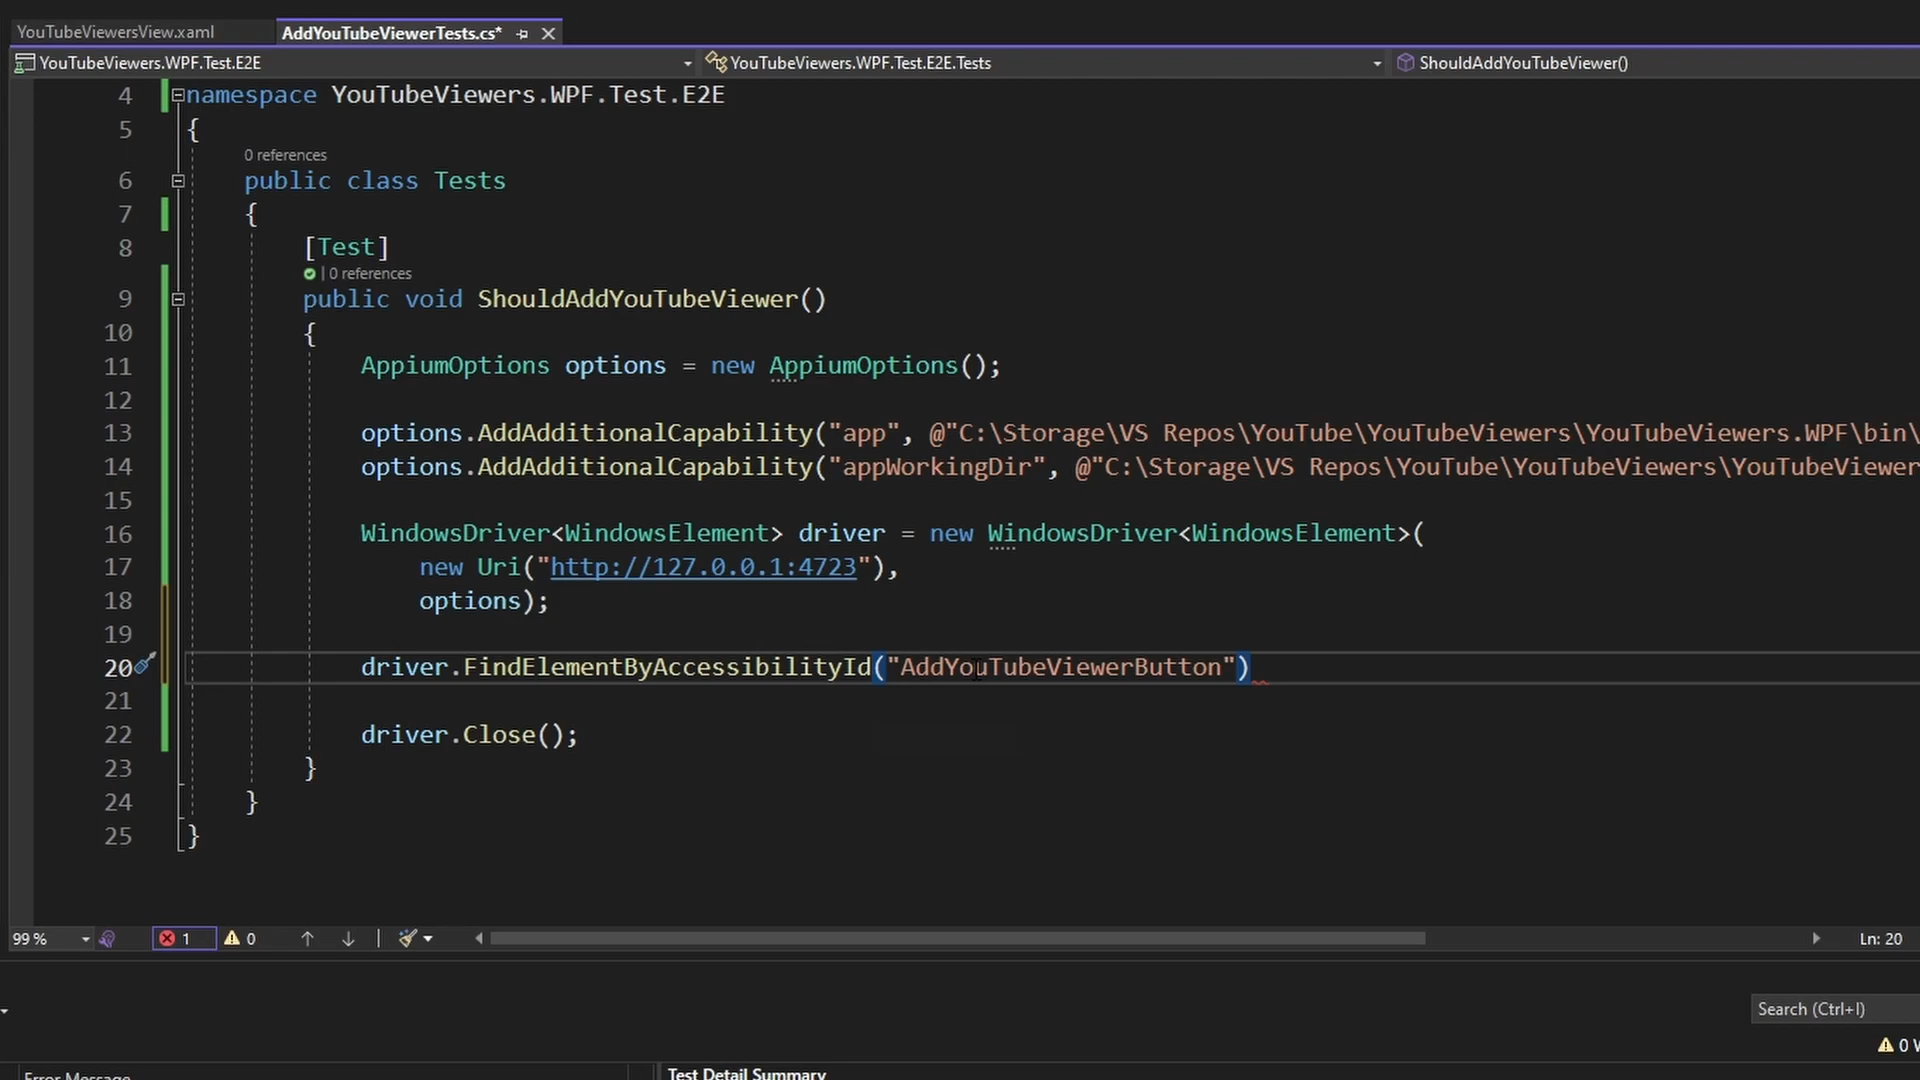 YouTubeViewersView.xaml
AddYouTubeViewerTests.cs*
YouTubeViewers.WPF.Test.E2E
YouTubeViewers.WPF.Test.E2E.Tests
ShouldAddYouTubeViewer()
4 namespace YouTubeViewers.WPF.Test.E2E
5 {
0 references
6 public class Tests
7 {
8 [Test]
| 0 references
9 public void ShouldAddYouTubeViewer()
10 {
11 AppiumOptions options = new AppiumOptions();
12
13 options.AddAdditionalCapability("app", @"C:\Storage\VS Repos\YouTube\YouTubeViewers\YouTubeViewers.WPF\bin\
14 options.AddAdditionalCapability("appWorkingDir", @"C:\Storage\VS Repos\YouTube\YouTubeViewers\YouTubeViewer
15
16 WindowsDriver<WindowsElement> driver = new WindowsDriver<WindowsElement>(
17 new Uri("http://127.0.0.1:4723"),
18 options);
19
20 driver.FindElementByAccessibilityId("AddYouTubeViewerButton")
21
22 driver.Close();
23 }
24 }
25 }
99 %
1
0
Ln: 20
Search (Ctrl+I)
0 W
Error Message
Test Detail Summary